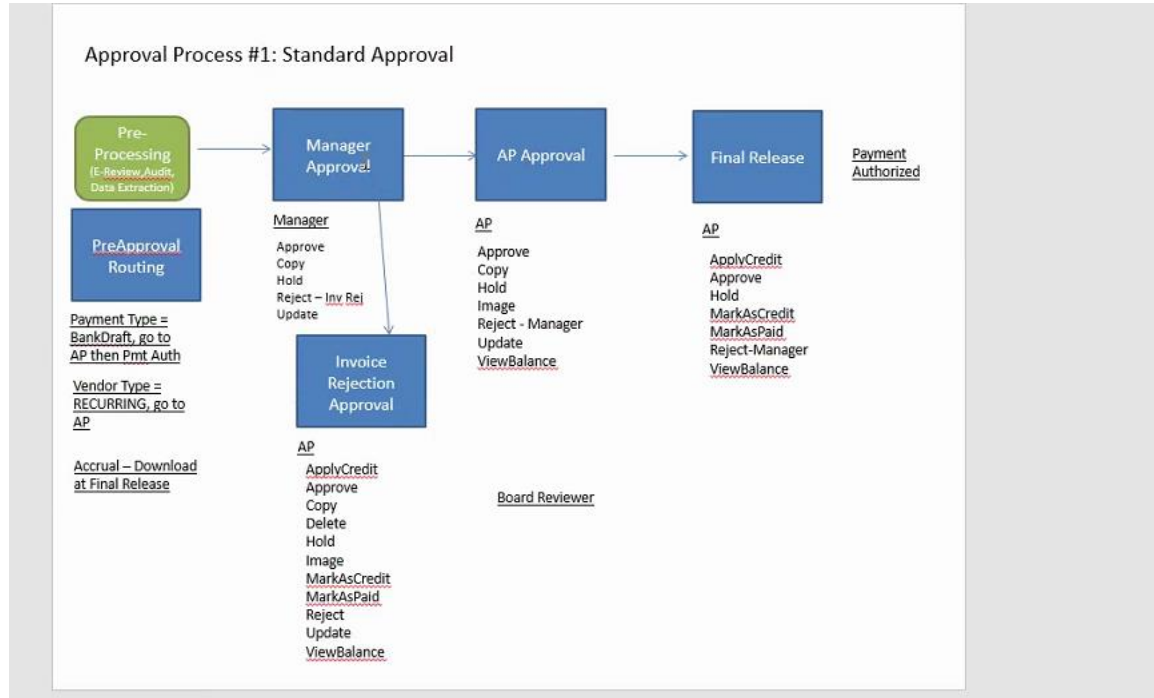 Approval Process #1: Standard Approval
Pre-
Processing
(E-Review,Audit,
Data Extraction)
Manager
Approval
AP Approval
Final Release
Payment
Authorized
PreApproval
Routing
Payment Type =
BankDraft, go to
AP then Pmt Auth
Vendor Type =
RECURRING, go to
AP
Accrual – Download
at Final Release
Manager
Approve
Copy
Hold
Reject – Inv Rej
Update
Invoice
Rejection
Approval
AP
ApplyCredit
Approve
Copy
Delete
Hold
Image
MarkAsCredit
MarkAsPaid
Reject
Update
ViewBalance
AP
Approve
Copy
Hold
Image
Reject - Manager
Update
ViewBalance
Board Reviewer
AP
ApplyCredit
Approve
Hold
MarkAsCredit
MarkAsPaid
Reject-Manager
ViewBalance